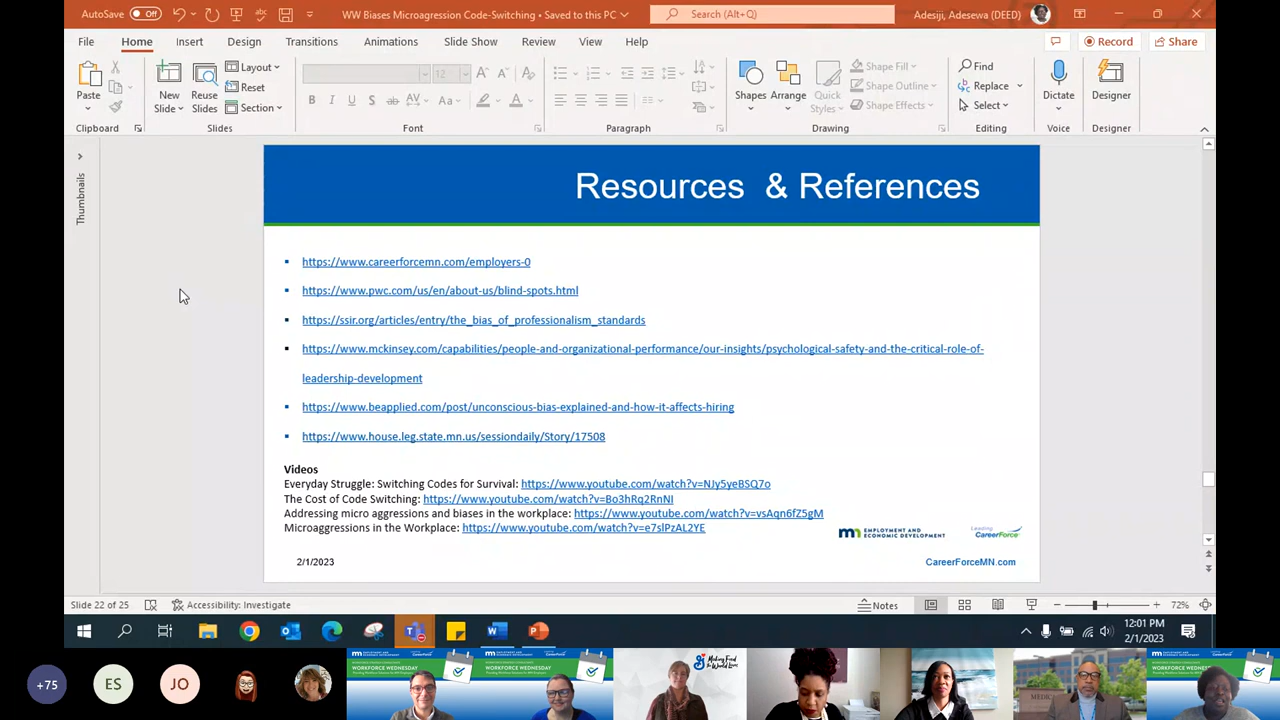 AutoSave Off
WW Biases Microagression Code-Switching • Saved to this PC
Search (Alt+Q)
Adesiji, Adesewa (DEED)
File Home Insert Design Transitions Animations Slide Show Review View Help Record Share
Paste New Slide Reuse Slides Layout Reset Section 12 Shapes Arrange Quick Styles Shape Fill Shape Outline Shape Effects Find Replace Select Dictate Designer
Clipboard Slides Font Paragraph Drawing Editing Voice Designer
Thumbnails
Resources & References
▪ https://www.careerforcemn.com/employers-0
▪ https://www.pwc.com/us/en/about-us/blind-spots.html
▪ https://ssir.org/articles/entry/the_bias_of_professionalism_standards
▪ https://www.mckinsey.com/capabilities/people-and-organizational-performance/our-insights/psychological-safety-and-the-critical-role-of-
leadership-development
▪ https://www.beapplied.com/post/unconscious-bias-explained-and-how-it-affects-hiring
▪ https://www.house.leg.state.mn.us/sessiondaily/Story/17508
Videos
Everyday Struggle: Switching Codes for Survival: https://www.youtube.com/watch?v=NJy5yeBSQ7o
The Cost of Code Switching: https://www.youtube.com/watch?v=Bo3hRq2RnNI
Addressing micro aggressions and biases in the workplace: https://www.youtube.com/watch?v=vsAqn6fZ5gM
Microaggressions in the Workplace: https://www.youtube.com/watch?v=e7slPzAL2YE
EMPLOYMENT AND
ECONOMIC DEVELOPMENT
CareerForce
2/1/2023
CareerForceMN.com
Slide 22 of 25 Accessibility: Investigate Notes 72%
12:01 PM
2/1/2023
+75 ES JO
WORKFORCE WEDNESDAY WORKFORCE WEDNESDAY WORKFORCE WEDNESDAY